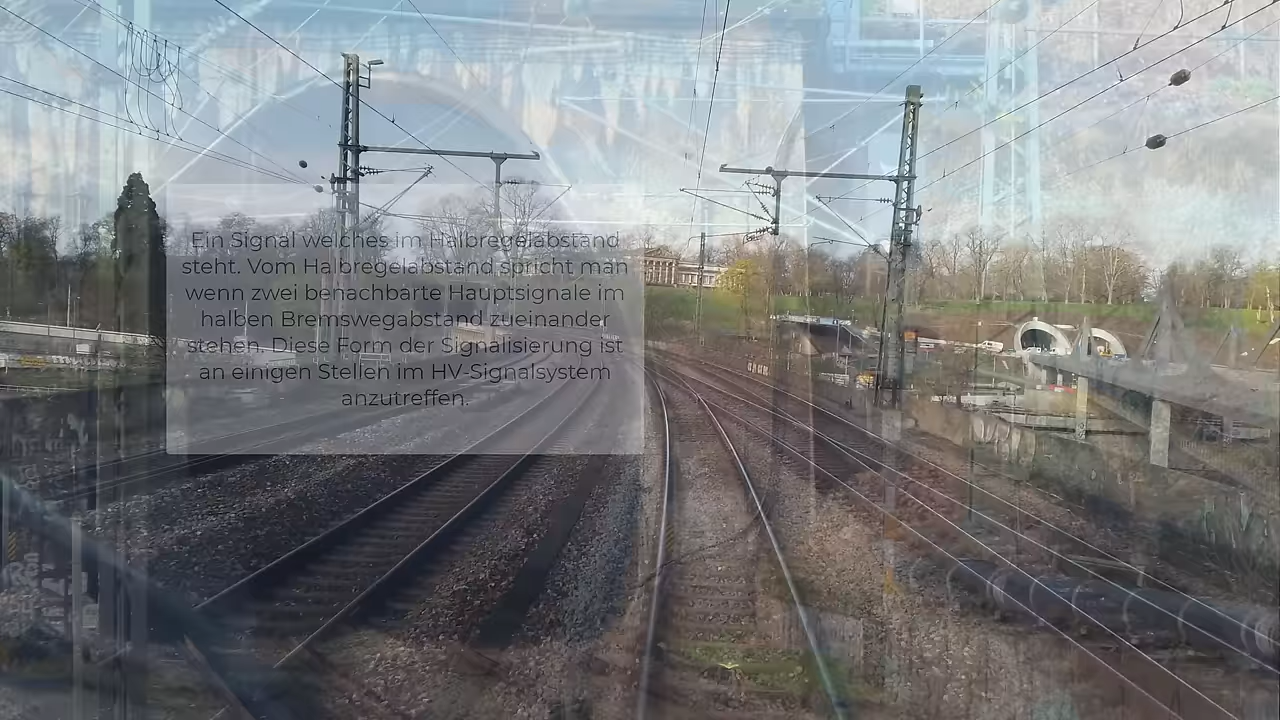 Ein Signal welches im Halbregelabstand
steht. Vom Halbregelabstand spricht man
wenn zwei benachbarte Hauptsignale im
halben Bremswegabstand zueinander
stehen. Diese Form der Signalisierung ist
an einigen Stellen im HV-Signalsystem
anzutreffen.